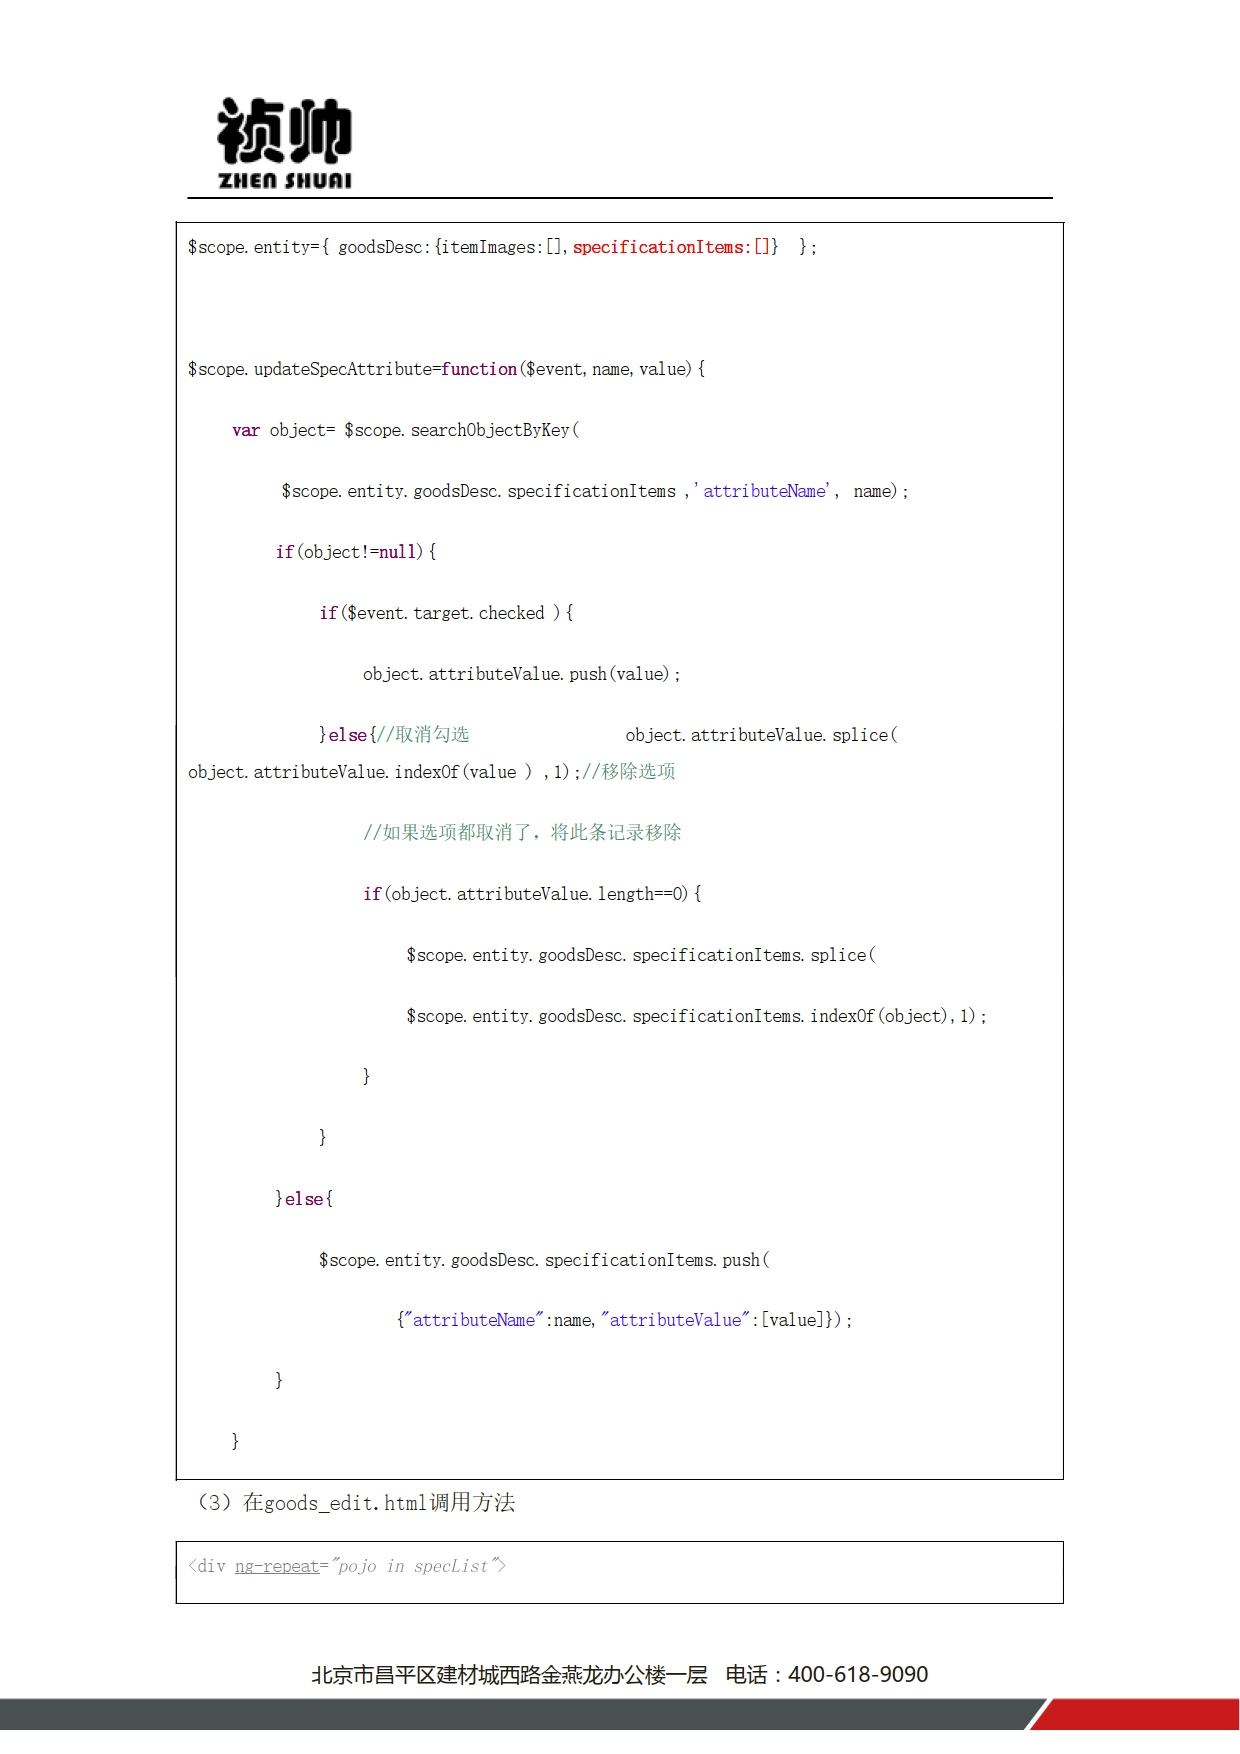 祯帅
ZHEN SHUAI
$scope.entity={ goodsDesc:{itemImages:[],specificationItems:[]}  };
$scope.updateSpecAttribute=function($event,name,value){
var object= $scope.searchObjectByKey(
$scope.entity.goodsDesc.specificationItems ,'attributeName', name);
if(object!=null){
if($event.target.checked ){
object.attributeValue.push(value);
}else{//取消勾选                object.attributeValue.splice(
object.attributeValue.indexOf(value ) ,1);//移除选项
//如果选项都取消了，将此条记录移除
if(object.attributeValue.length==0){
$scope.entity.goodsDesc.specificationItems.splice(
$scope.entity.goodsDesc.specificationItems.indexOf(object),1);
}
}
}else{
$scope.entity.goodsDesc.specificationItems.push(
{"attributeName":name,"attributeValue":[value]});
}
}
（3）在goods_edit.html调用方法
<div ng-repeat="pojo in specList">
北京市昌平区建材城西路金燕龙办公楼一层   电话：400-618-9090